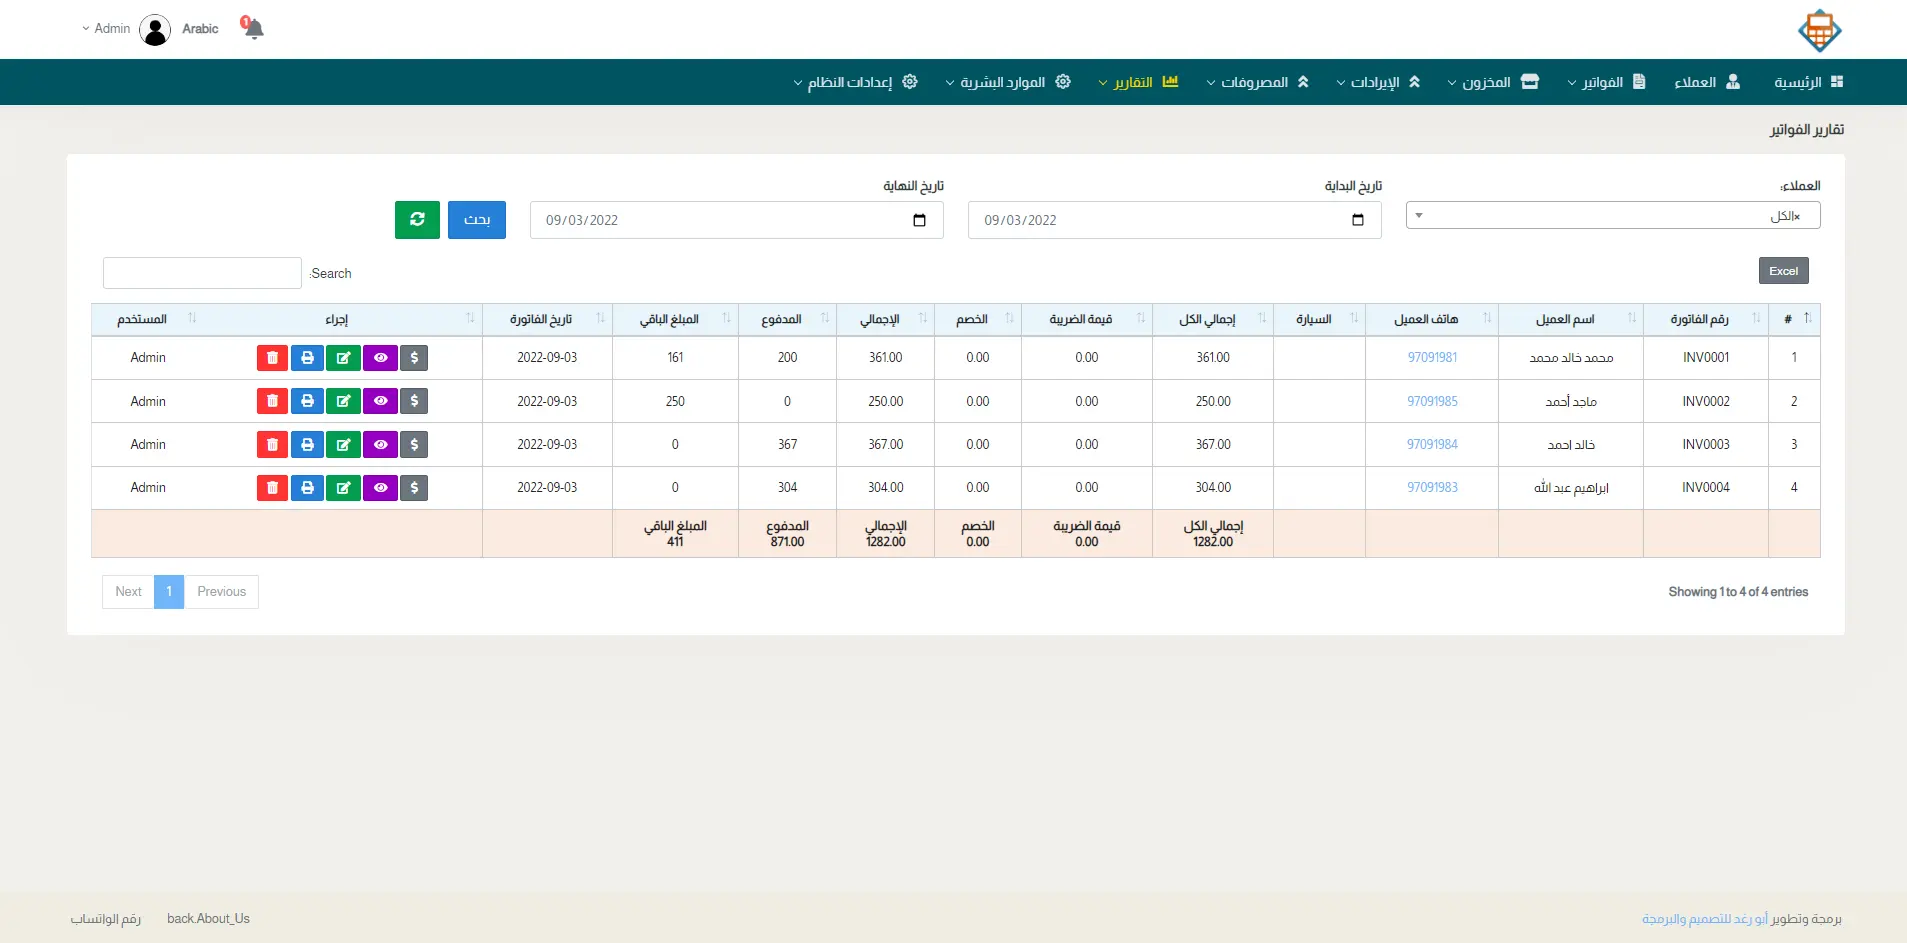 Arabic Admin
1
الرئيسية العملاء الفواتير المخزون الإيرادات المصروفات التقارير الموارد البشرية إعدادات النظام
تقارير الفواتير
العملاء: تاريخ البداية تاريخ النهاية
×الكل 09/03/2022 09/03/2022 بحث
Excel Search:
# رقم الفاتورة اسم العميل هاتف العميل السيارة إجمالي الكل قيمة الضريبة الخصم الإجمالي المدفوع المبلغ الباقي تاريخ الفاتورة إجراء المستخدم
1 INV0001 محمد خالد محمد 97091981 361.00 0.00 0.00 361.00 200 161 2022-09-03 $ Admin
2 INV0002 ماجد أحمد 97091985 250.00 0.00 0.00 250.00 0 250 2022-09-03 $ Admin
3 INV0003 خالد احمد 97091984 367.00 0.00 0.00 367.00 367 0 2022-09-03 $ Admin
4 INV0004 ابراهيم عبد الله 97091983 304.00 0.00 0.00 304.00 304 0 2022-09-03 $ Admin
إجمالي الكل قيمة الضريبة الخصم الإجمالي المدفوع المبلغ الباقي
1282.00 0.00 0.00 1282.00 871.00 411
Showing 1 to 4 of 4 entries Previous 1 Next
برمجة وتطوير أبو رغد للتصميم والبرمجة back.About_Us رقم الواتساب